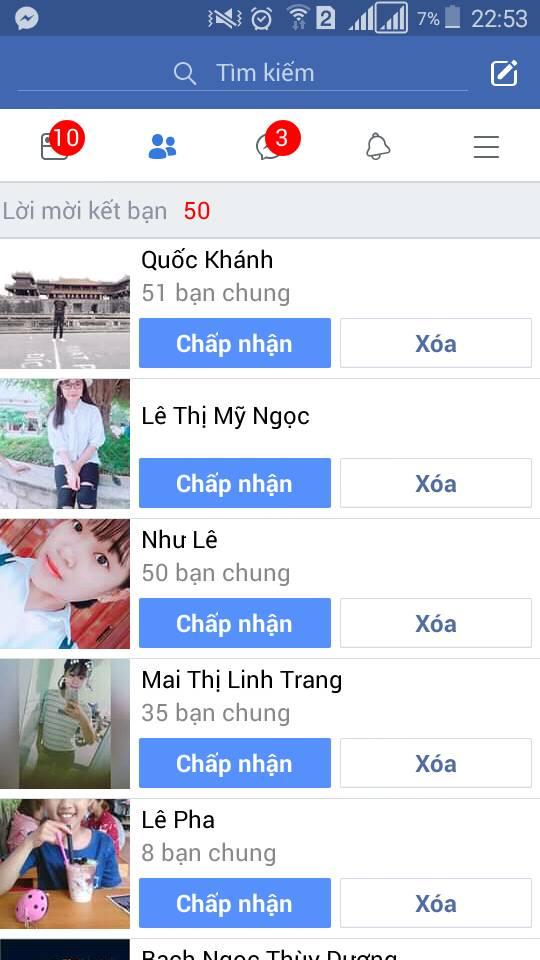 2 7% 22:53
Tìm kiếm
10 3
Lời mời kết bạn 50
Quốc Khánh
51 bạn chung
Chấp nhận Xóa
Lê Thị Mỹ Ngọc
Chấp nhận Xóa
Như Lê
50 bạn chung
Chấp nhận Xóa
Mai Thị Linh Trang
35 bạn chung
Chấp nhận Xóa
Lê Pha
8 bạn chung
Chấp nhận Xóa
Bạch Ngọc Thùy Dương